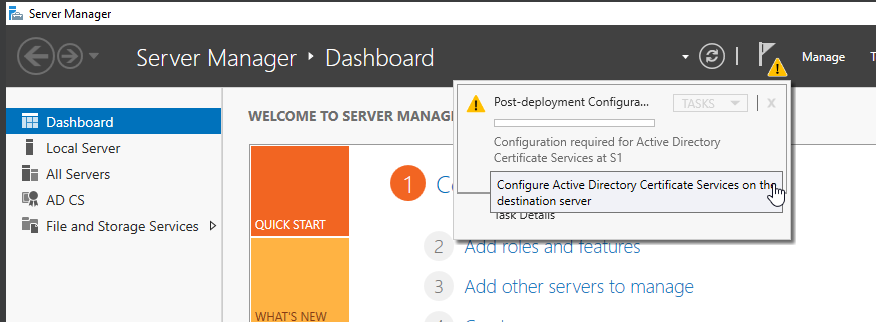 Server Manager
Server Manager • Dashboard
Manage
Post-deployment Configura...
TASKS
x
Configuration required for Active Directory
Certificate Services at S1
Configure Active Directory Certificate Services on the
destination server
Task Details
Dashboard
Local Server
All Servers
AD CS
File and Storage Services
WELCOME TO SERVER MANAG
QUICK START
WHAT'S NEW
1
2 Add roles and features
3 Add other servers to manage